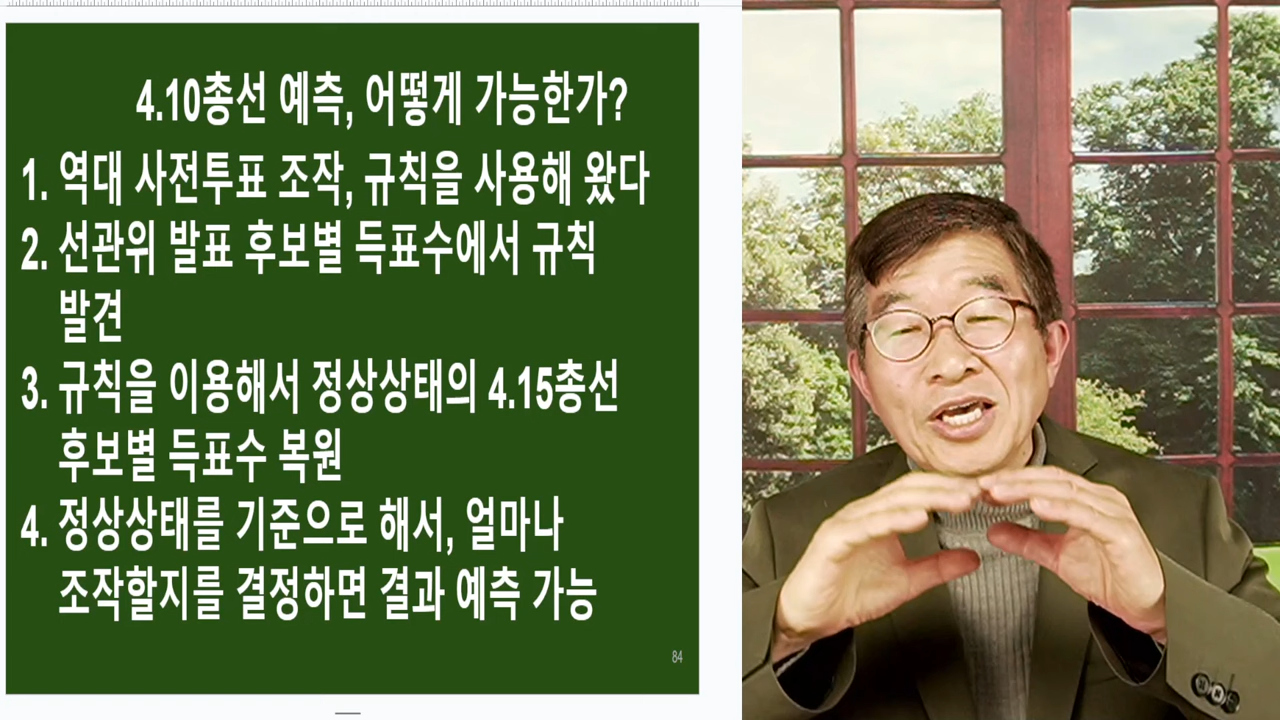 4.10총선 예측, 어떻게 가능한가?
1. 역대 사전투표 조작, 규칙을 사용해 왔다
2. 선관위 발표 후보별 득표수에서 규칙
발견
3. 규칙을 이용해서 정상상태의 4.15총선
후보별 득표수 복원
4. 정상상태를 기준으로 해서, 얼마나
조작할지를 결정하면 결과 예측 가능
84